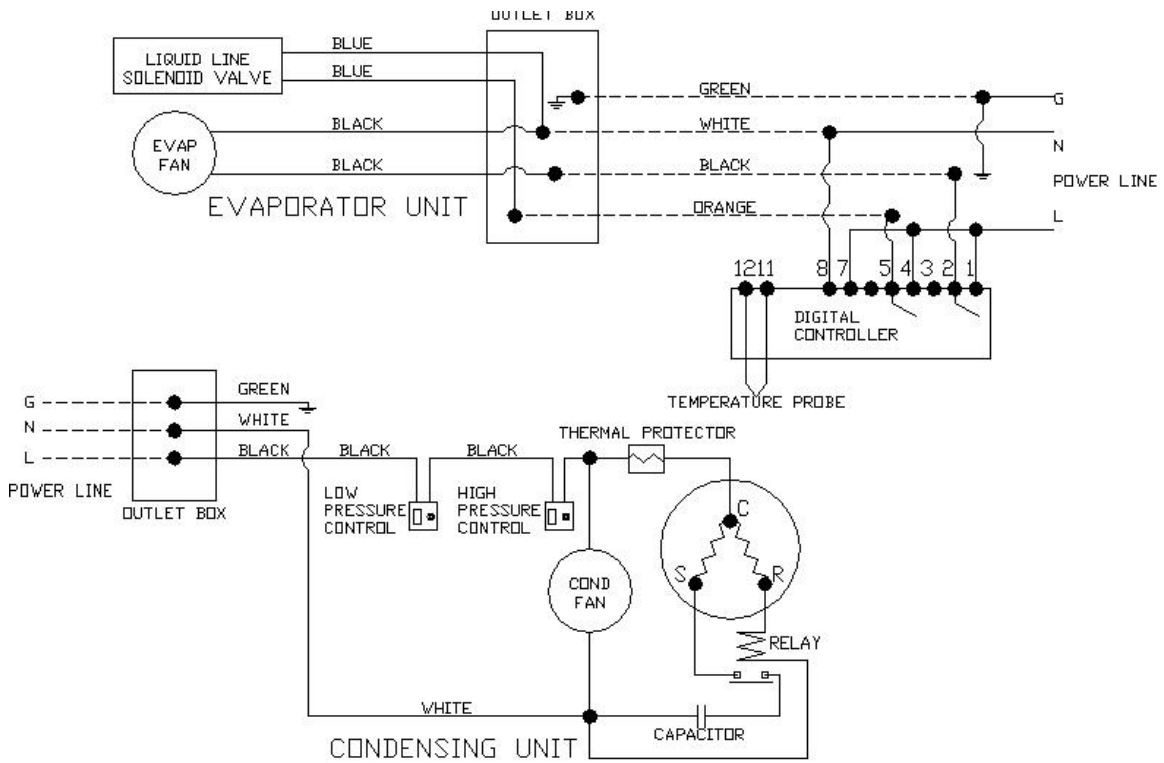 OUTLET BOX
LIQUID LINE
SOLENOID VALVE
BLUE
BLUE
GREEN
G
EVAP
FAN
BLACK
WHITE
N
BLACK
BLACK
POWER LINE
EVAPORATOR UNIT
ORANGE
L
12 11 8 7 5 4 3 2 1
DIGITAL
CONTROLLER
TEMPERATURE PROBE
G
GREEN
N
WHITE
L
BLACK
BLACK
BLACK
THERMAL PROTECTOR
POWER LINE
OUTLET BOX
LOW
PRESSURE
CONTROL
HIGH
PRESSURE
CONTROL
C
S
R
COND
FAN
RELAY
WHITE
CAPACITOR
CONDENSING UNIT